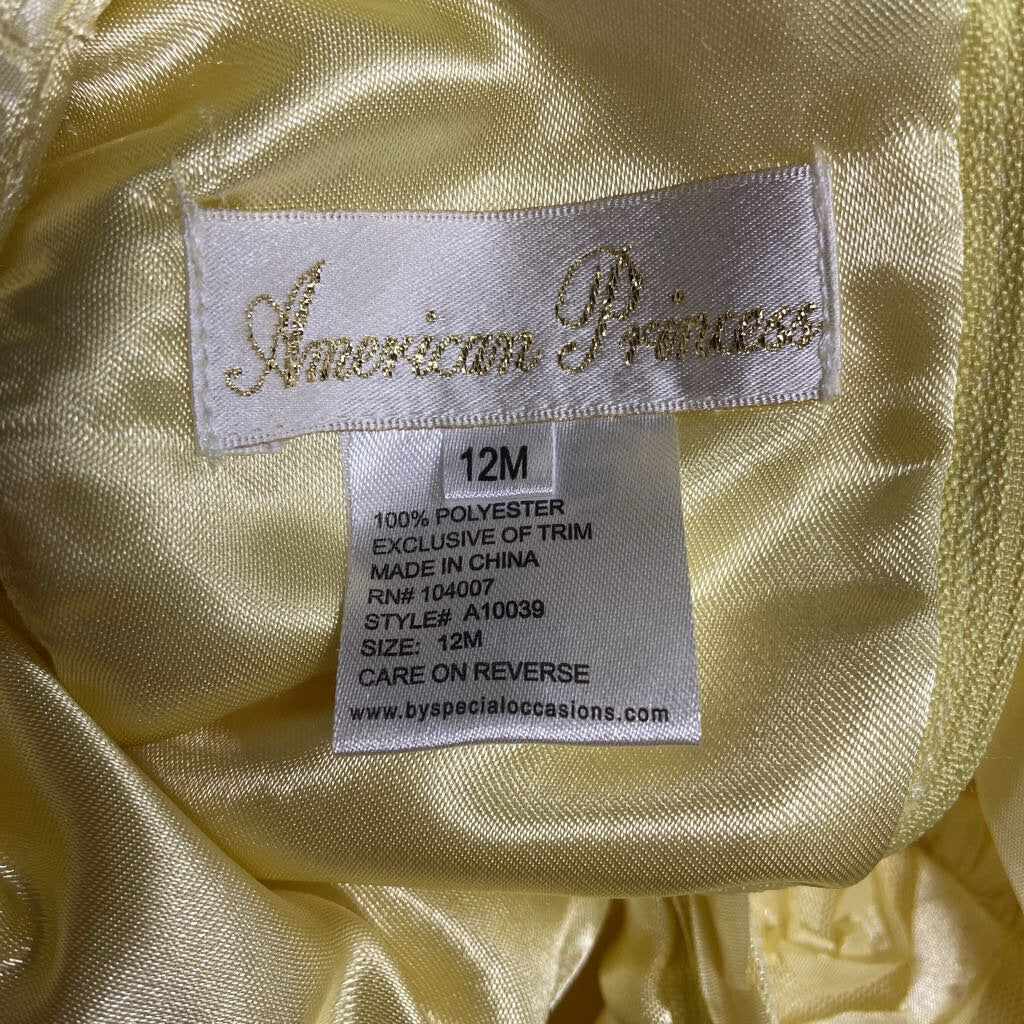 American Princess
12M
100% POLYESTER
EXCLUSIVE OF TRIM
MADE IN CHINA
RN# 104007
STYLE# A10039
SIZE: 12M
CARE ON REVERSE
www.byspecialoccasions.com